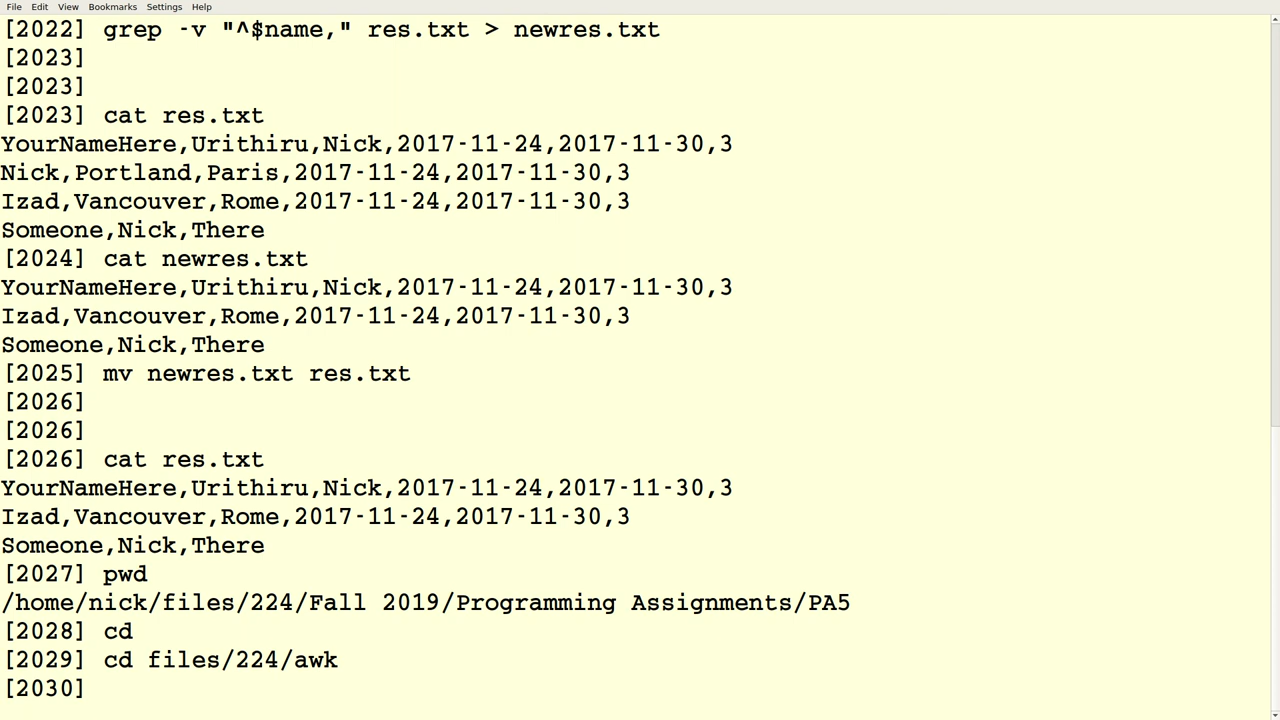 File Edit View Bookmarks Settings Help
[2022] grep -v "^$name," res.txt > newres.txt
[2023]
[2023]
[2023] cat res.txt
YourNameHere,Urithiru,Nick,2017-11-24,2017-11-30,3
Nick,Portland,Paris,2017-11-24,2017-11-30,3
Izad,Vancouver,Rome,2017-11-24,2017-11-30,3
Someone,Nick,There
[2024] cat newres.txt
YourNameHere,Urithiru,Nick,2017-11-24,2017-11-30,3
Izad,Vancouver,Rome,2017-11-24,2017-11-30,3
Someone,Nick,There
[2025] mv newres.txt res.txt
[2026]
[2026]
[2026] cat res.txt
YourNameHere,Urithiru,Nick,2017-11-24,2017-11-30,3
Izad,Vancouver,Rome,2017-11-24,2017-11-30,3
Someone,Nick,There
[2027] pwd
/home/nick/files/224/Fall 2019/Programming Assignments/PA5
[2028] cd
[2029] cd files/224/awk
[2030]